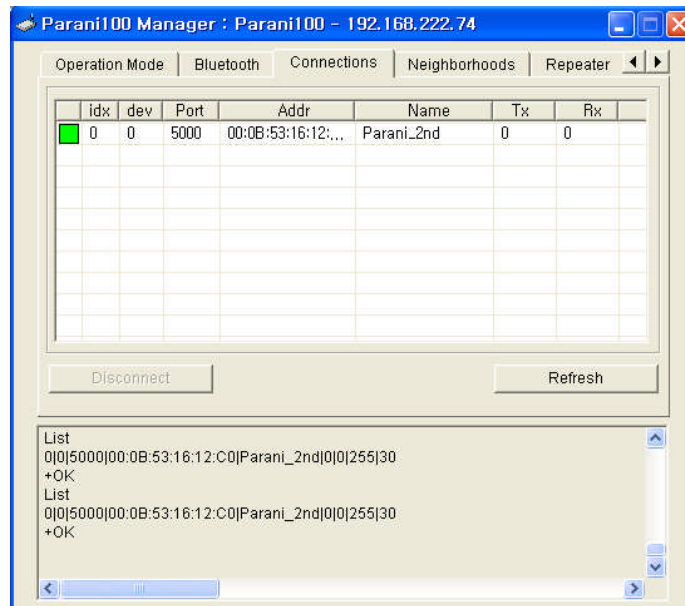 Parani100 Manager : Parani100 - 192.168.222.74
Operation Mode Bluetooth Connections Neighborhoods Repeater
idx dev Port Addr Name Tx Rx
0 0 5000 00:0B:53:16:12:... Parani_2nd 0 0
Disconnect Refresh
List
0|0|5000|00:0B:53:16:12:C0|Parani_2nd|0|0|255|30
+OK
List
0|0|5000|00:0B:53:16:12:C0|Parani_2nd|0|0|255|30
+OK